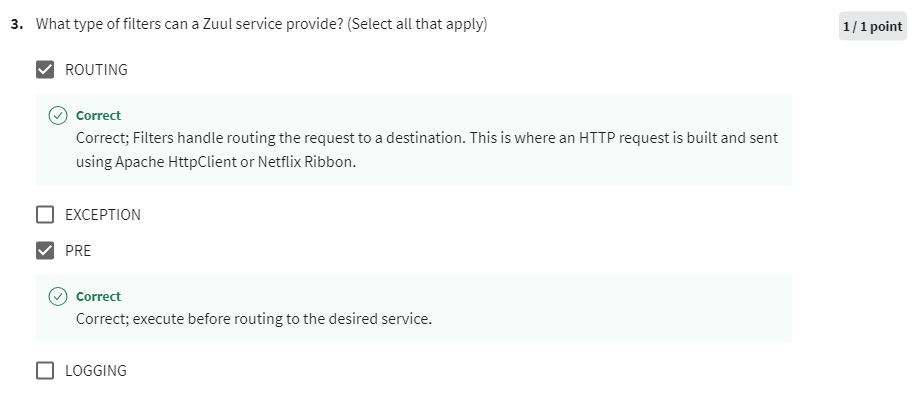 3. What type of filters can a Zuul service provide? (Select all that apply)
1 / 1 point
ROUTING
Correct
Correct; Filters handle routing the request to a destination. This is where an HTTP request is built and sent
using Apache HttpClient or Netflix Ribbon.
EXCEPTION
PRE
Correct
Correct; execute before routing to the desired service.
LOGGING